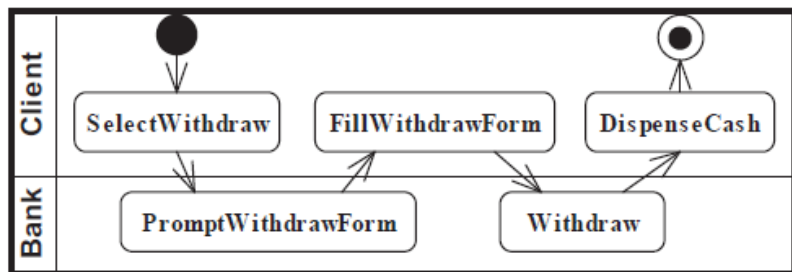 Client
SelectWithdraw
FillWithdrawForm
DispenseCash
Bank
PromptWithdrawForm
Withdraw